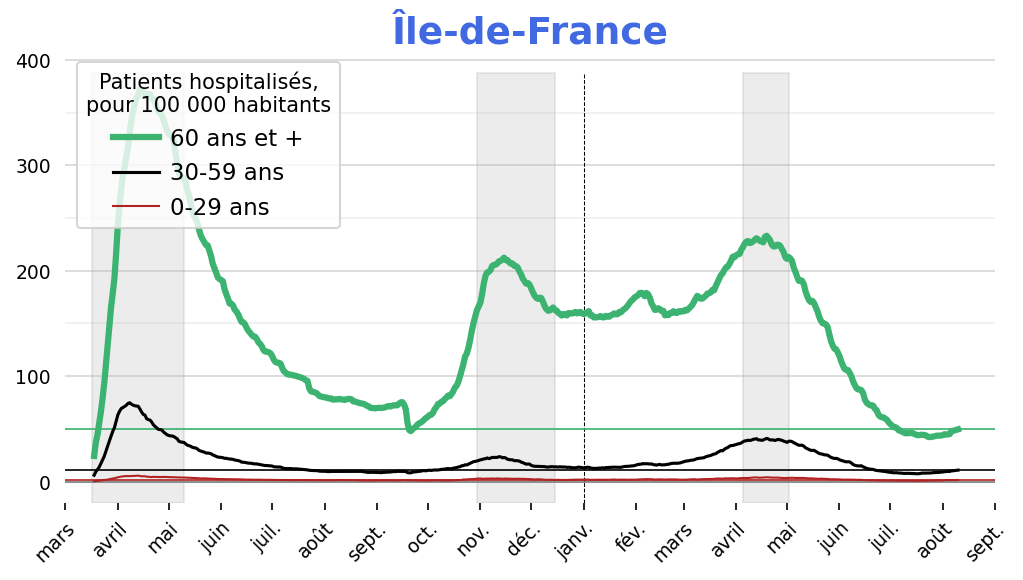 Île-de-France
400
300
200
100
0
Patients hospitalisés,
pour 100 000 habitants
60 ans et +
30-59 ans
0-29 ans
mars
avril
mai
juin
juil.
août
sept.
oct.
nov.
déc.
janv.
fév.
mars
avril
mai
juin
juil.
août
sept.